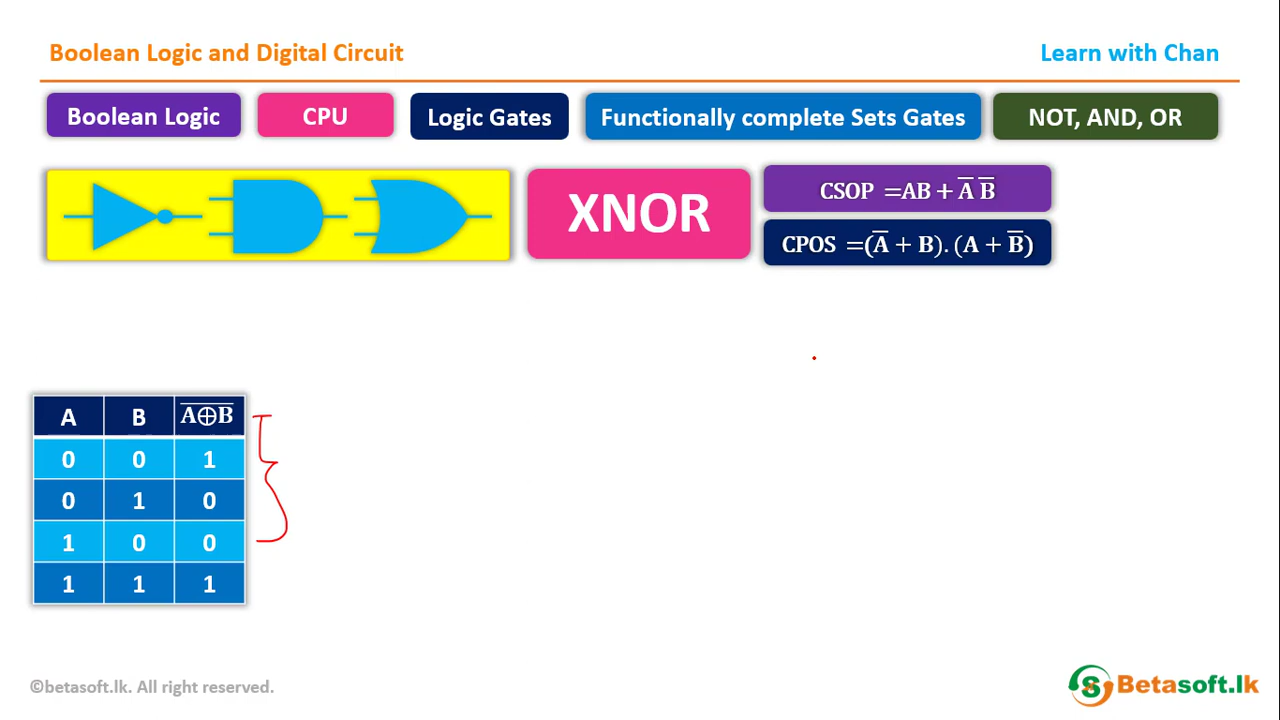 Boolean Logic and Digital Circuit
Learn with Chan
Boolean Logic
CPU
Logic Gates
Functionally complete Sets Gates
NOT, AND, OR
XNOR
CSOP =AB + A̅ B̅
CPOS =(A̅ + B). (A + B̅)
A B A̅⊕̅B̅
0 0 1
0 1 0
1 0 0
1 1 1
©betasoft.lk. All right reserved.
Betasoft.lk